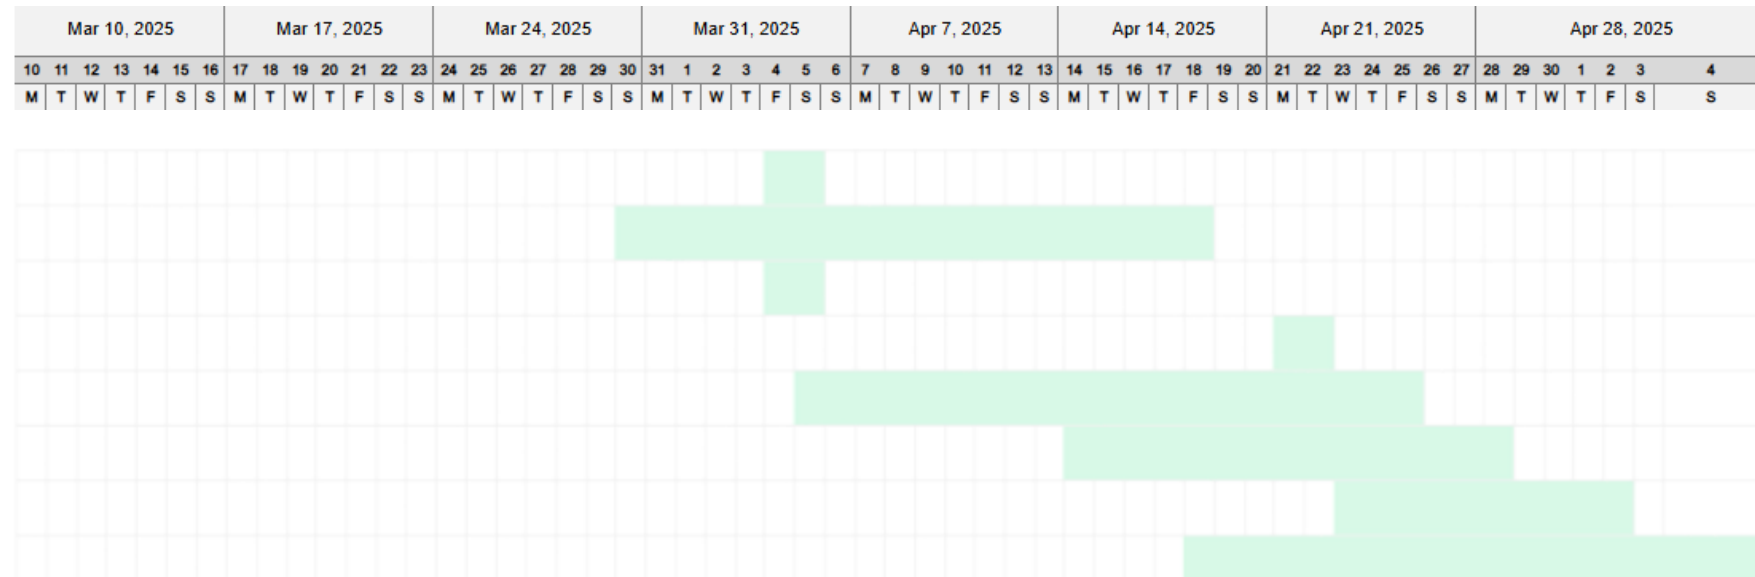 Mar 10, 2025 Mar 17, 2025 Mar 24, 2025 Mar 31, 2025 Apr 7, 2025 Apr 14, 2025 Apr 21, 2025 Apr 28, 2025
10 11 12 13 14 15 16 17 18 19 20 21 22 23 24 25 26 27 28 29 30 31 1 2 3 4 5 6 7 8 9 10 11 12 13 14 15 16 17 18 19 20 21 22 23 24 25 26 27 28 29 30 1 2 3 4
M T W T F S S M T W T F S S M T W T F S S M T W T F S S M T W T F S S M T W T F S S M T W T F S S M T W T F S S